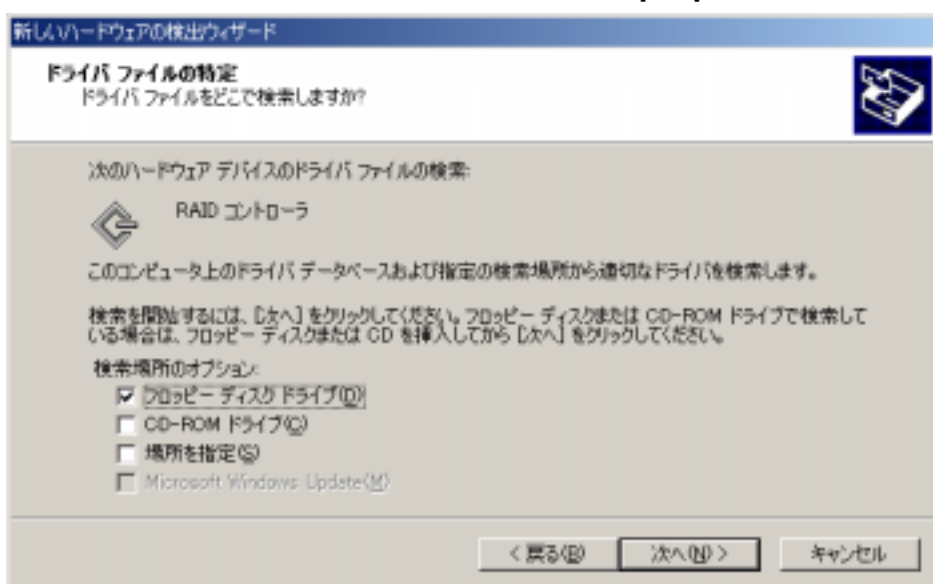 新しいハードウェアの検出ウィザード
ドライバ ファイルの特定
ドライバ ファイルをどこで検索しますか?
次のハードウェア デバイスのドライバ ファイルの検索:
RAID コントローラ
このコンピュータ上のドライバ データベースおよび指定の検索場所から適切なドライバを検索します。
検索を開始するには、[次へ] をクリックしてください。フロッピー ディスクまたは CD-ROM ドライブで検索して
いる場合は、フロッピー ディスクまたは CD を挿入してから [次へ] をクリックしてください。
検索場所のオプション:
フロッピー ディスク ドライブ(D)
CD-ROM ドライブ(C)
場所を指定(S)
Microsoft Windows Update(M)
< 戻る(B)
次へ(N) >
キャンセル